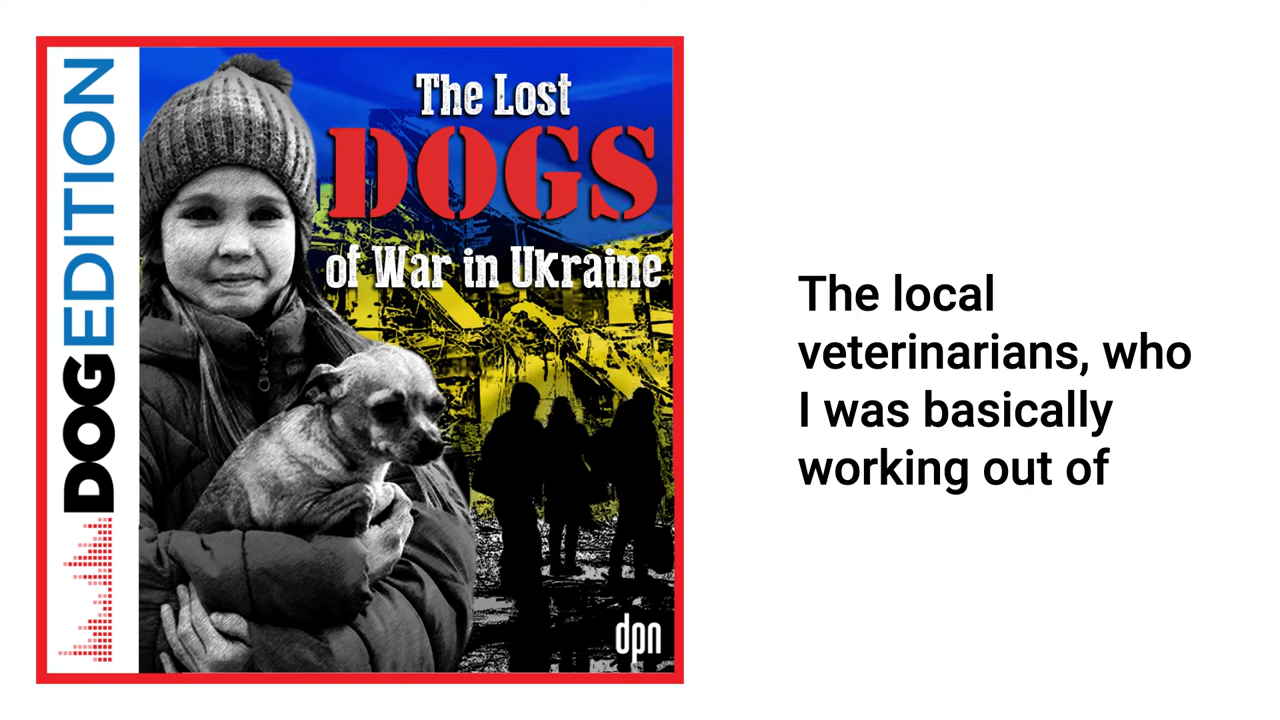 DOGEDITION
The Lost
DOGS
of War in Ukraine
dpn
The local
veterinarians, who
I was basically
working out of